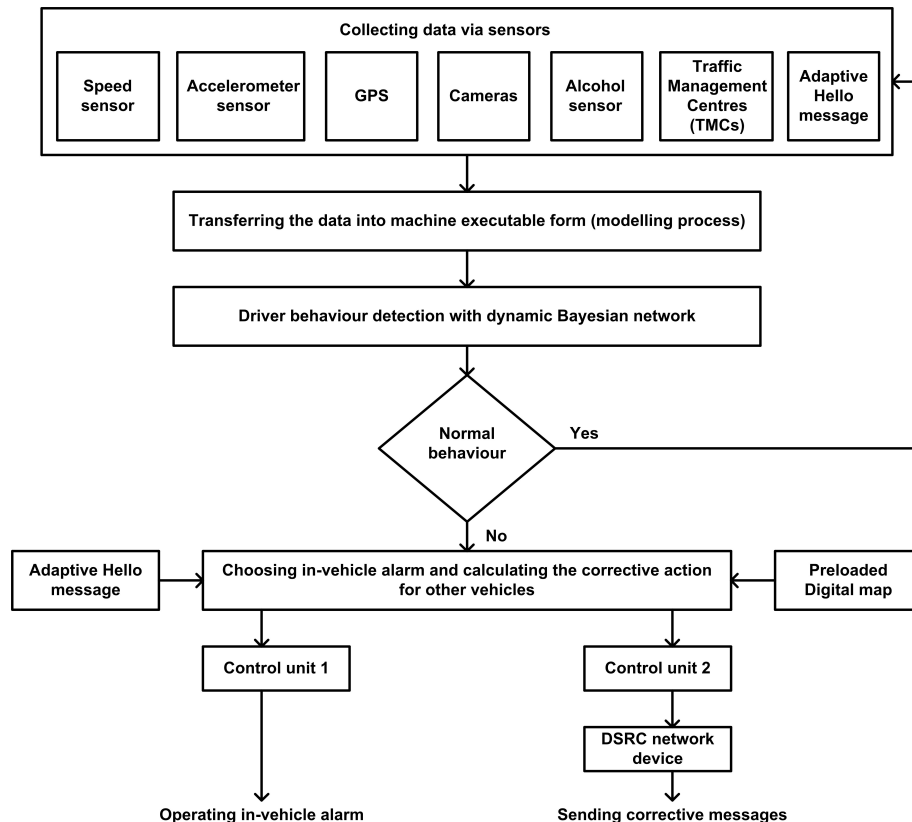 Collecting data via sensors
Speed
sensor
Accelerometer
sensor
GPS
Cameras
Alcohol
sensor
Traffic
Management
Centres
(TMCs)
Adaptive
Hello
message
Transferring the data into machine executable form (modelling process)
Driver behaviour detection with dynamic Bayesian network
Normal
behaviour
Yes
No
Adaptive Hello
message
Choosing in-vehicle alarm and calculating the corrective action
for other vehicles
Preloaded
Digital map
Control unit 1
Control unit 2
DSRC network
device
Operating in-vehicle alarm
Sending corrective messages